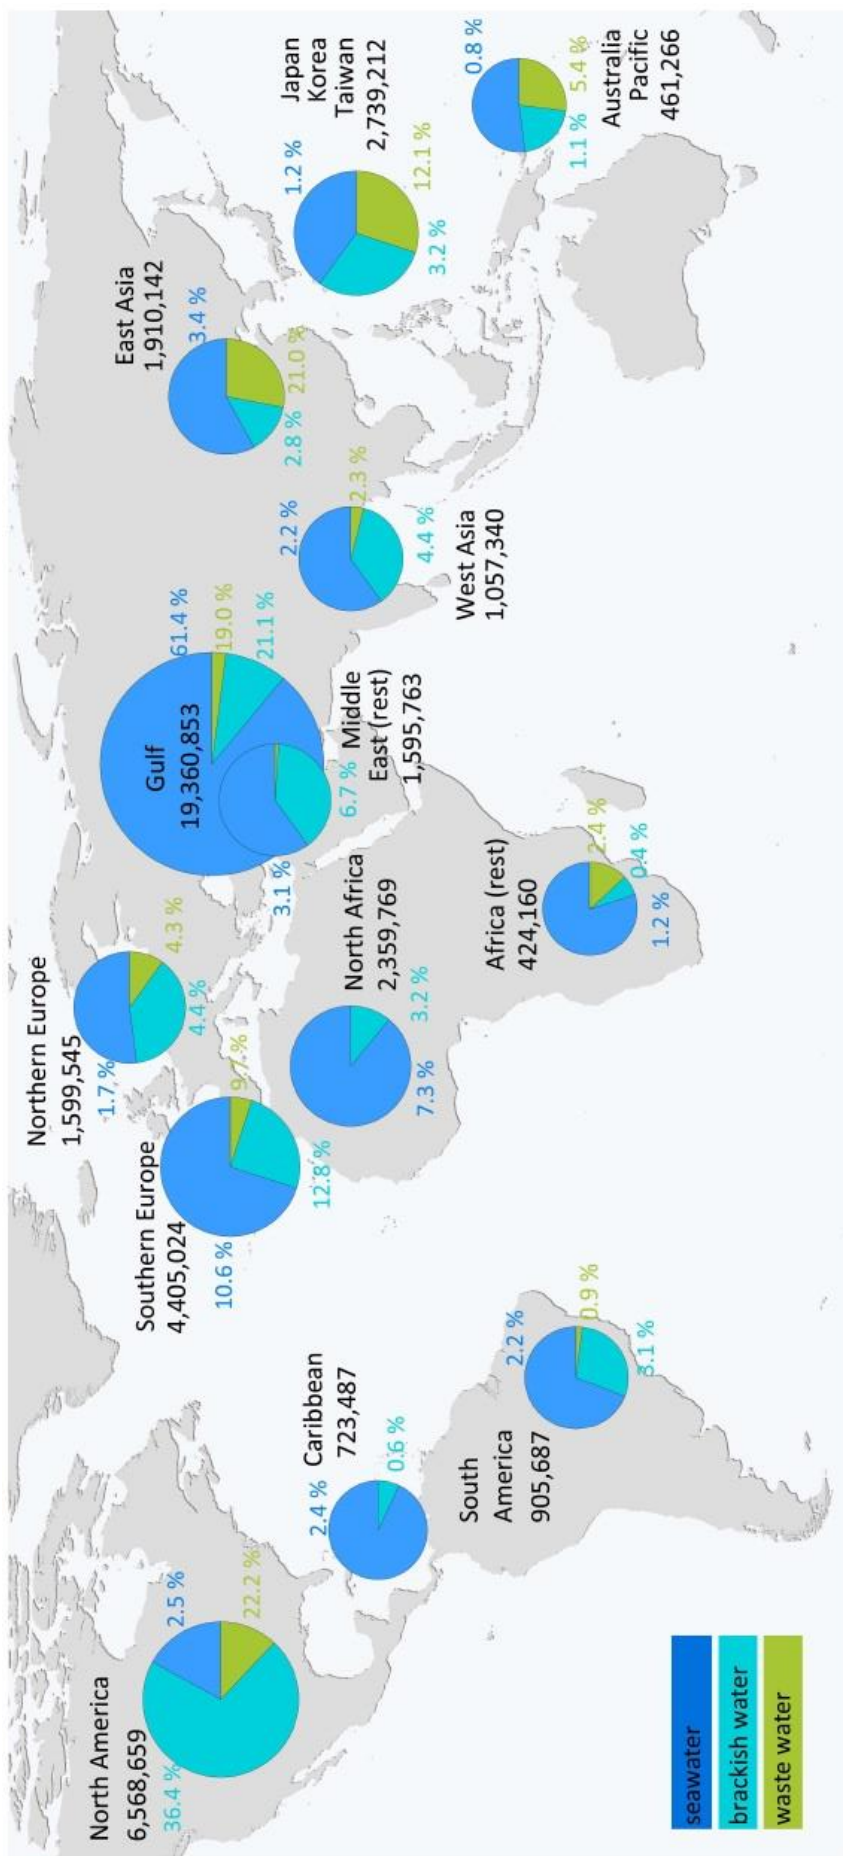 North America
6,568,659
36.4 %
2.5 %
22.2 %
Caribbean
723,487
2.4 %
0.6 %
South
America
905,687
2.2 %
0.9 %
3.1 %
Northern Europe
1,599,545
1.7 %
4.3 %
4.4 %
Southern Europe
4,405,024
10.6 %
9.7 %
12.8 %
North Africa
2,359,769
3.2 %
7.3 %
Africa (rest)
424,160
2.4 %
0.4 %
1.2 %
Gulf
19,360,853
61.4 %
19.0 %
21.1 %
Middle
East (rest)
1,595,763
3.1 %
6.7 %
West Asia
1,057,340
2.2 %
2.3 %
4.4 %
East Asia
1,910,142
3.4 %
21.0 %
2.8 %
Japan
Korea
Taiwan
2,739,212
1.2 %
12.1 %
3.2 %
Australia
Pacific
461,266
0.8 %
5.4 %
1.1 %
seawater
brackish water
waste water